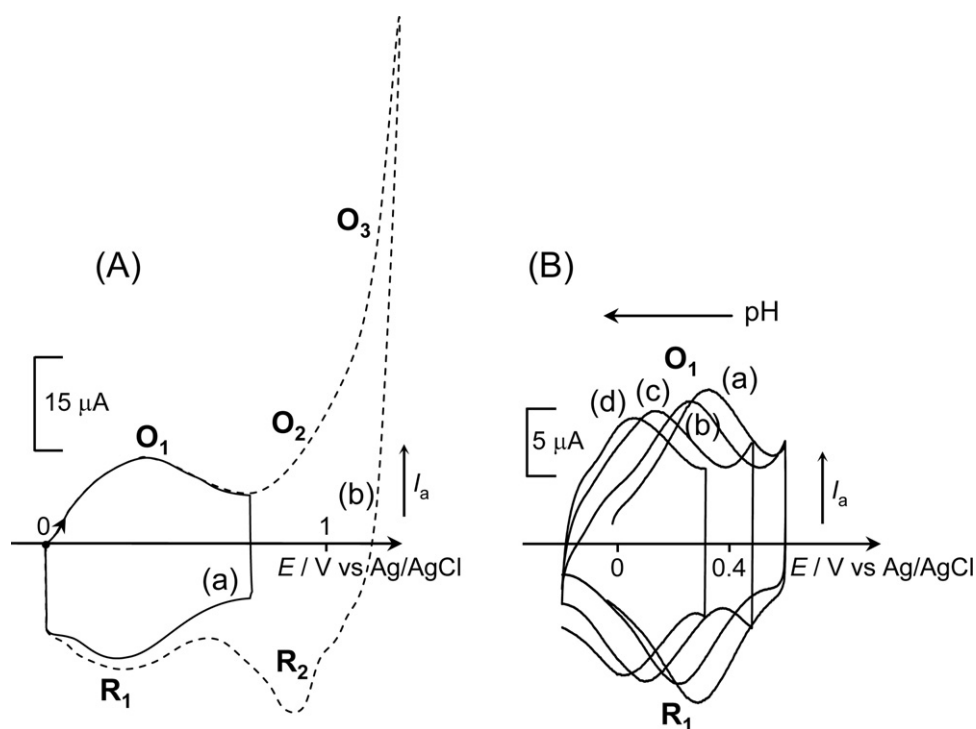 (A)
15 μA
O₁
O₂
O₃
0
1
(a)
(b)
Iₐ
E / V vs Ag/AgCl
R₁
R₂
(B)
pH
O₁
(d)
(c)
(b)
(a)
5 μA
Iₐ
0
0.4
E / V vs Ag/AgCl
R₁